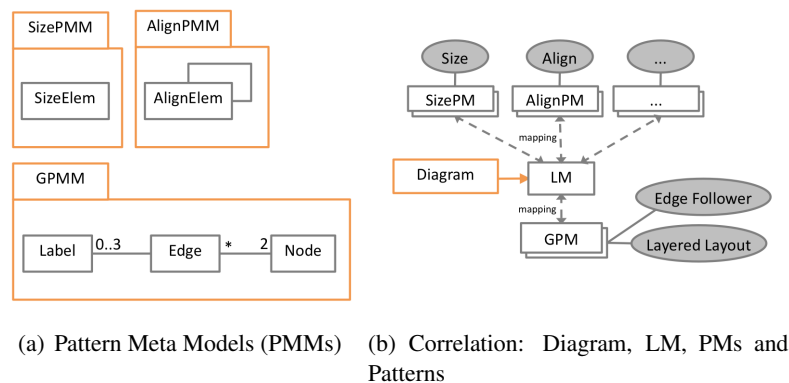 SizePMM
AlignPMM
SizeElem
AlignElem
GPMM
Label
0..3
Edge
*
2
Node
(a) Pattern Meta Models (PMMs)
Size
Align
...
SizePM
AlignPM
...
mapping
Diagram
LM
mapping
GPM
Edge Follower
Layered Layout
(b) Correlation: Diagram, LM, PMs and
Patterns